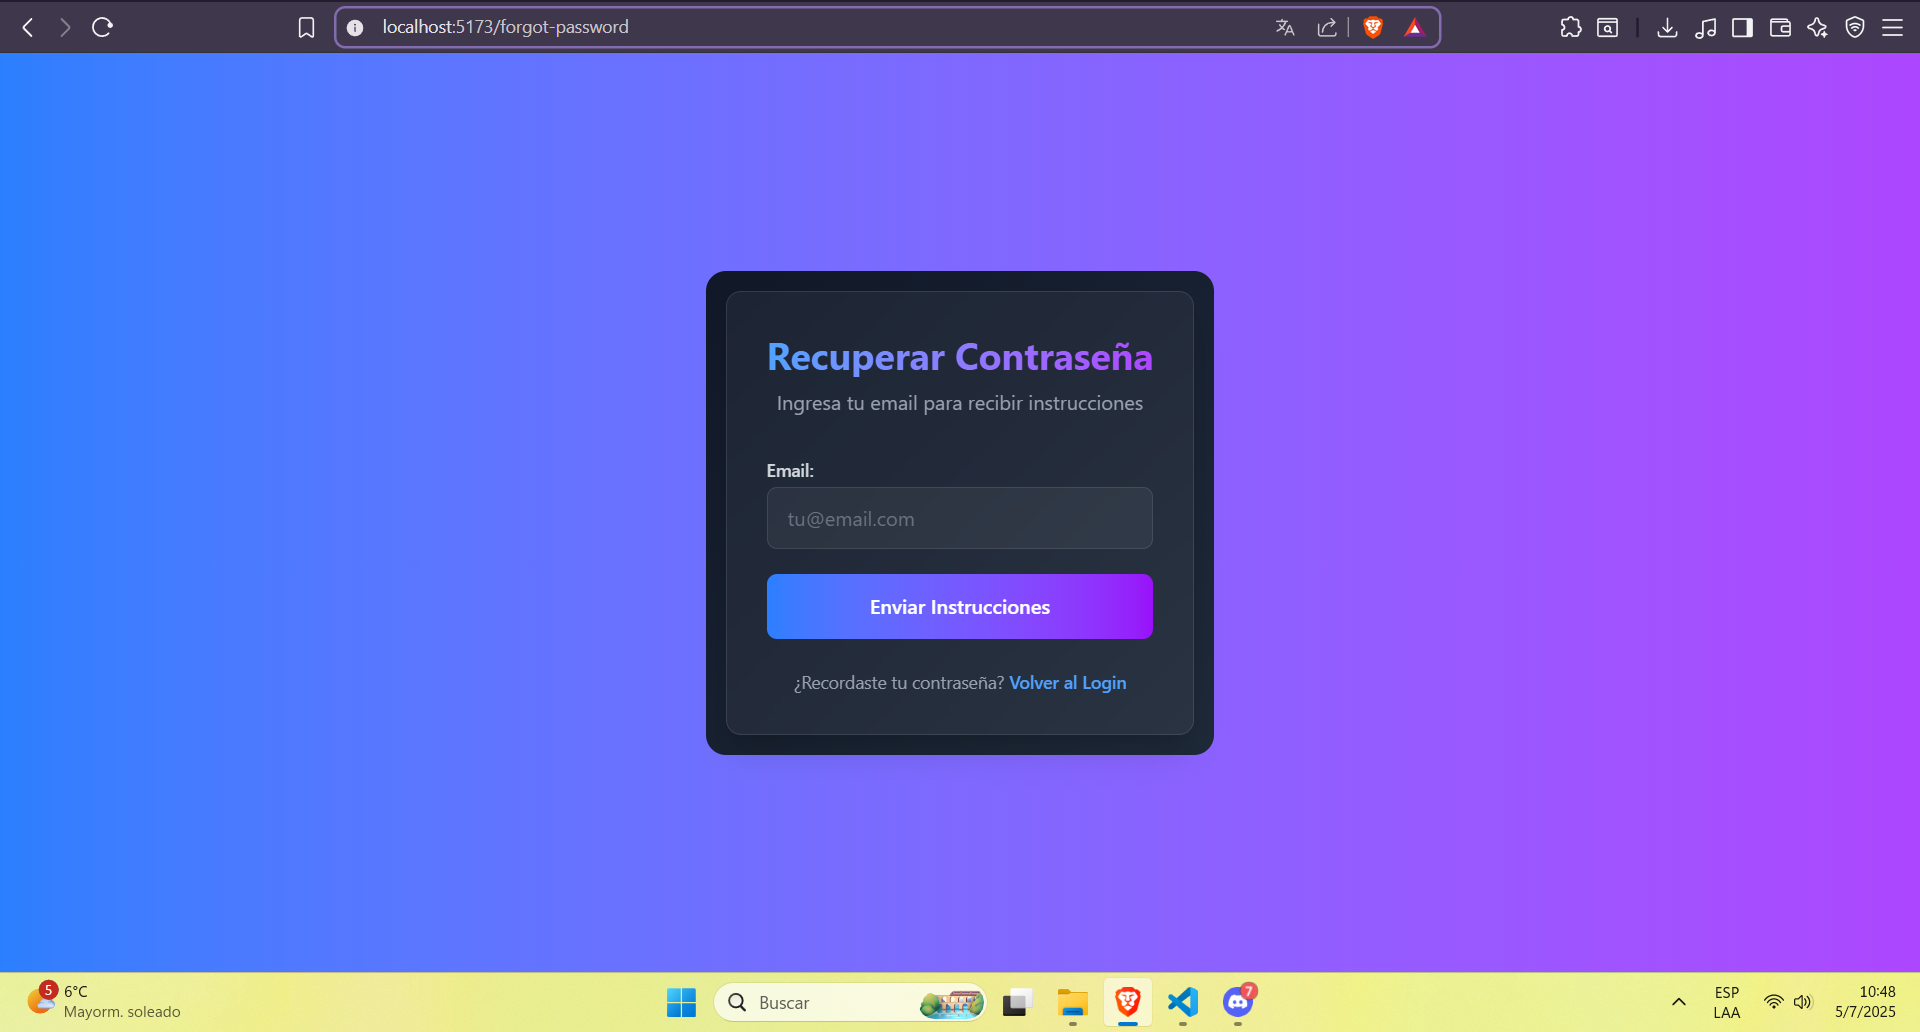 localhost:5173/forgot-password
Recuperar Contraseña
Ingresa tu email para recibir instrucciones
Email:
tu@email.com
Enviar Instrucciones
¿Recordaste tu contraseña? Volver al Login
5
6°C
Mayorm. soleado
Buscar
7
ESP
LAA
10:48
5/7/2025